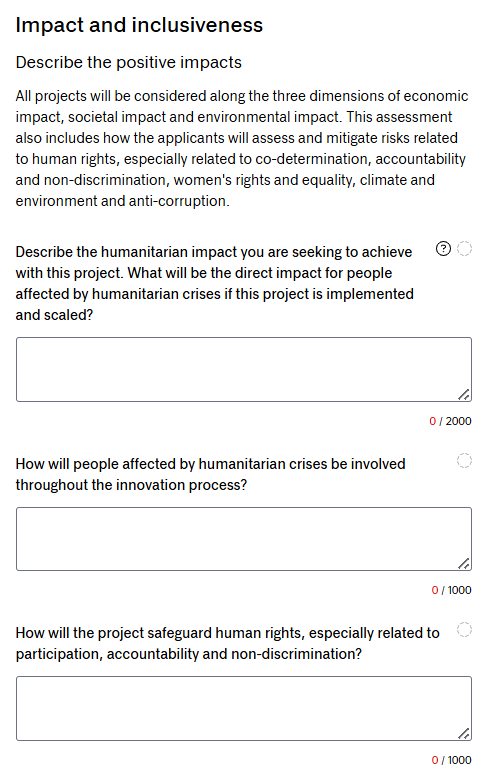 Impact and inclusiveness
Describe the positive impacts
All projects will be considered along the three dimensions of economic
impact, societal impact and environmental impact. This assessment
also includes how the applicants will assess and mitigate risks related
to human rights, especially related to co-determination, accountability
and non-discrimination, women's rights and equality, climate and
environment and anti-corruption.
Describe the humanitarian impact you are seeking to achieve
with this project. What will be the direct impact for people
affected by humanitarian crises if this project is implemented
and scaled?
?
0 / 2000
How will people affected by humanitarian crises be involved
throughout the innovation process?
0 / 1000
How will the project safeguard human rights, especially related to
participation, accountability and non-discrimination?
0 / 1000